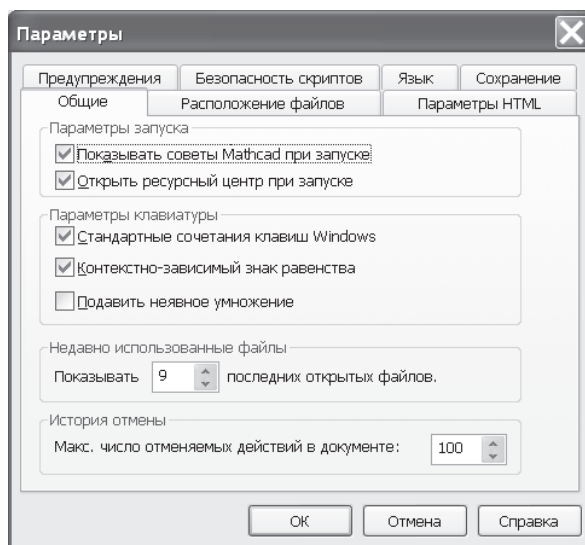 Параметры
Предупреждения Безопасность скриптов Язык Сохранение
Общие Расположение файлов Параметры HTML
Параметры запуска
Показывать советы Mathcad при запуске
Открыть ресурсный центр при запуске
Параметры клавиатуры
Стандартные сочетания клавиш Windows
Контекстно-зависимый знак равенства
Подавить неявное умножение
Недавно использованные файлы
Показывать 9 последних открытых файлов.
История отмены
Макс. число отменяемых действий в документе: 100
ОК Отмена Справка